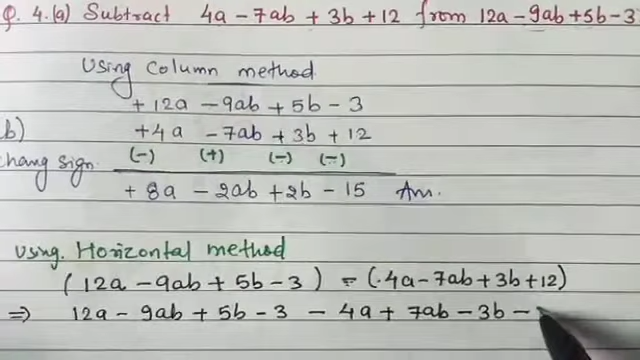 Q. 4.(a) Subtract 4a - 7ab + 3b + 12 from 12a - 9ab + 5b - 3
Using Column method
+ 12a - 9ab + 5b - 3
b) + 4a - 7ab + 3b + 12
chang sign. (-) (+) (-) (-)
+ 8a - 2ab + 2b - 15 Ans.
Using. Horizontal method
( 12a - 9ab + 5b - 3 ) - (4a - 7ab + 3b + 12)
⇒ 12a - 9ab + 5b - 3 - 4a + 7ab - 3b -